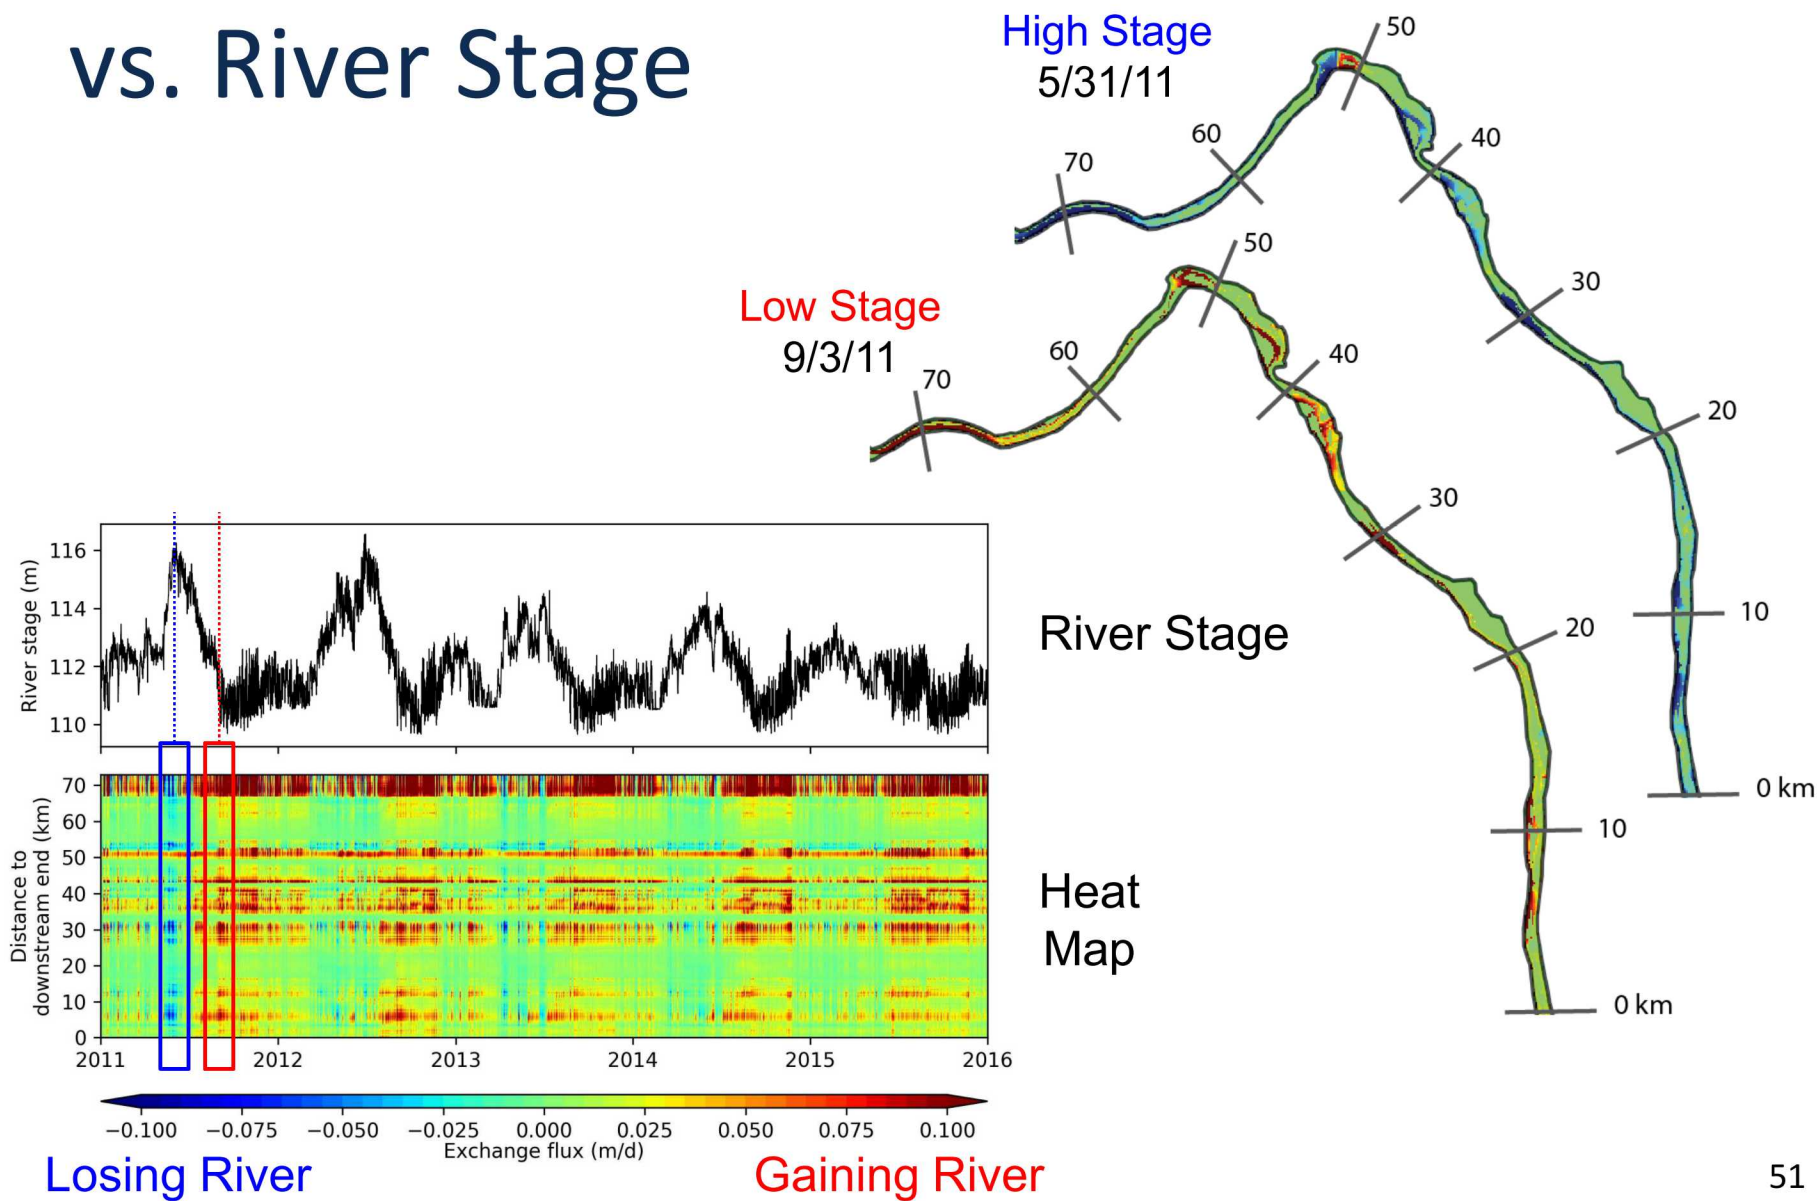 vs. River Stage
High Stage
5/31/11
50
40
60
70
30
20
10
0 km
Low Stage
9/3/11
50
40
60
70
30
20
10
0 km
River stage (m)
116
114
112
110
River Stage
Distance to
downstream end (km)
70
60
50
40
30
20
10
0
2011 2012 2013 2014 2015 2016
Heat
Map
−0.100 −0.075 −0.050 −0.025 0.000 0.025 0.050 0.075 0.100
Exchange flux (m/d)
Losing River
Gaining River
51